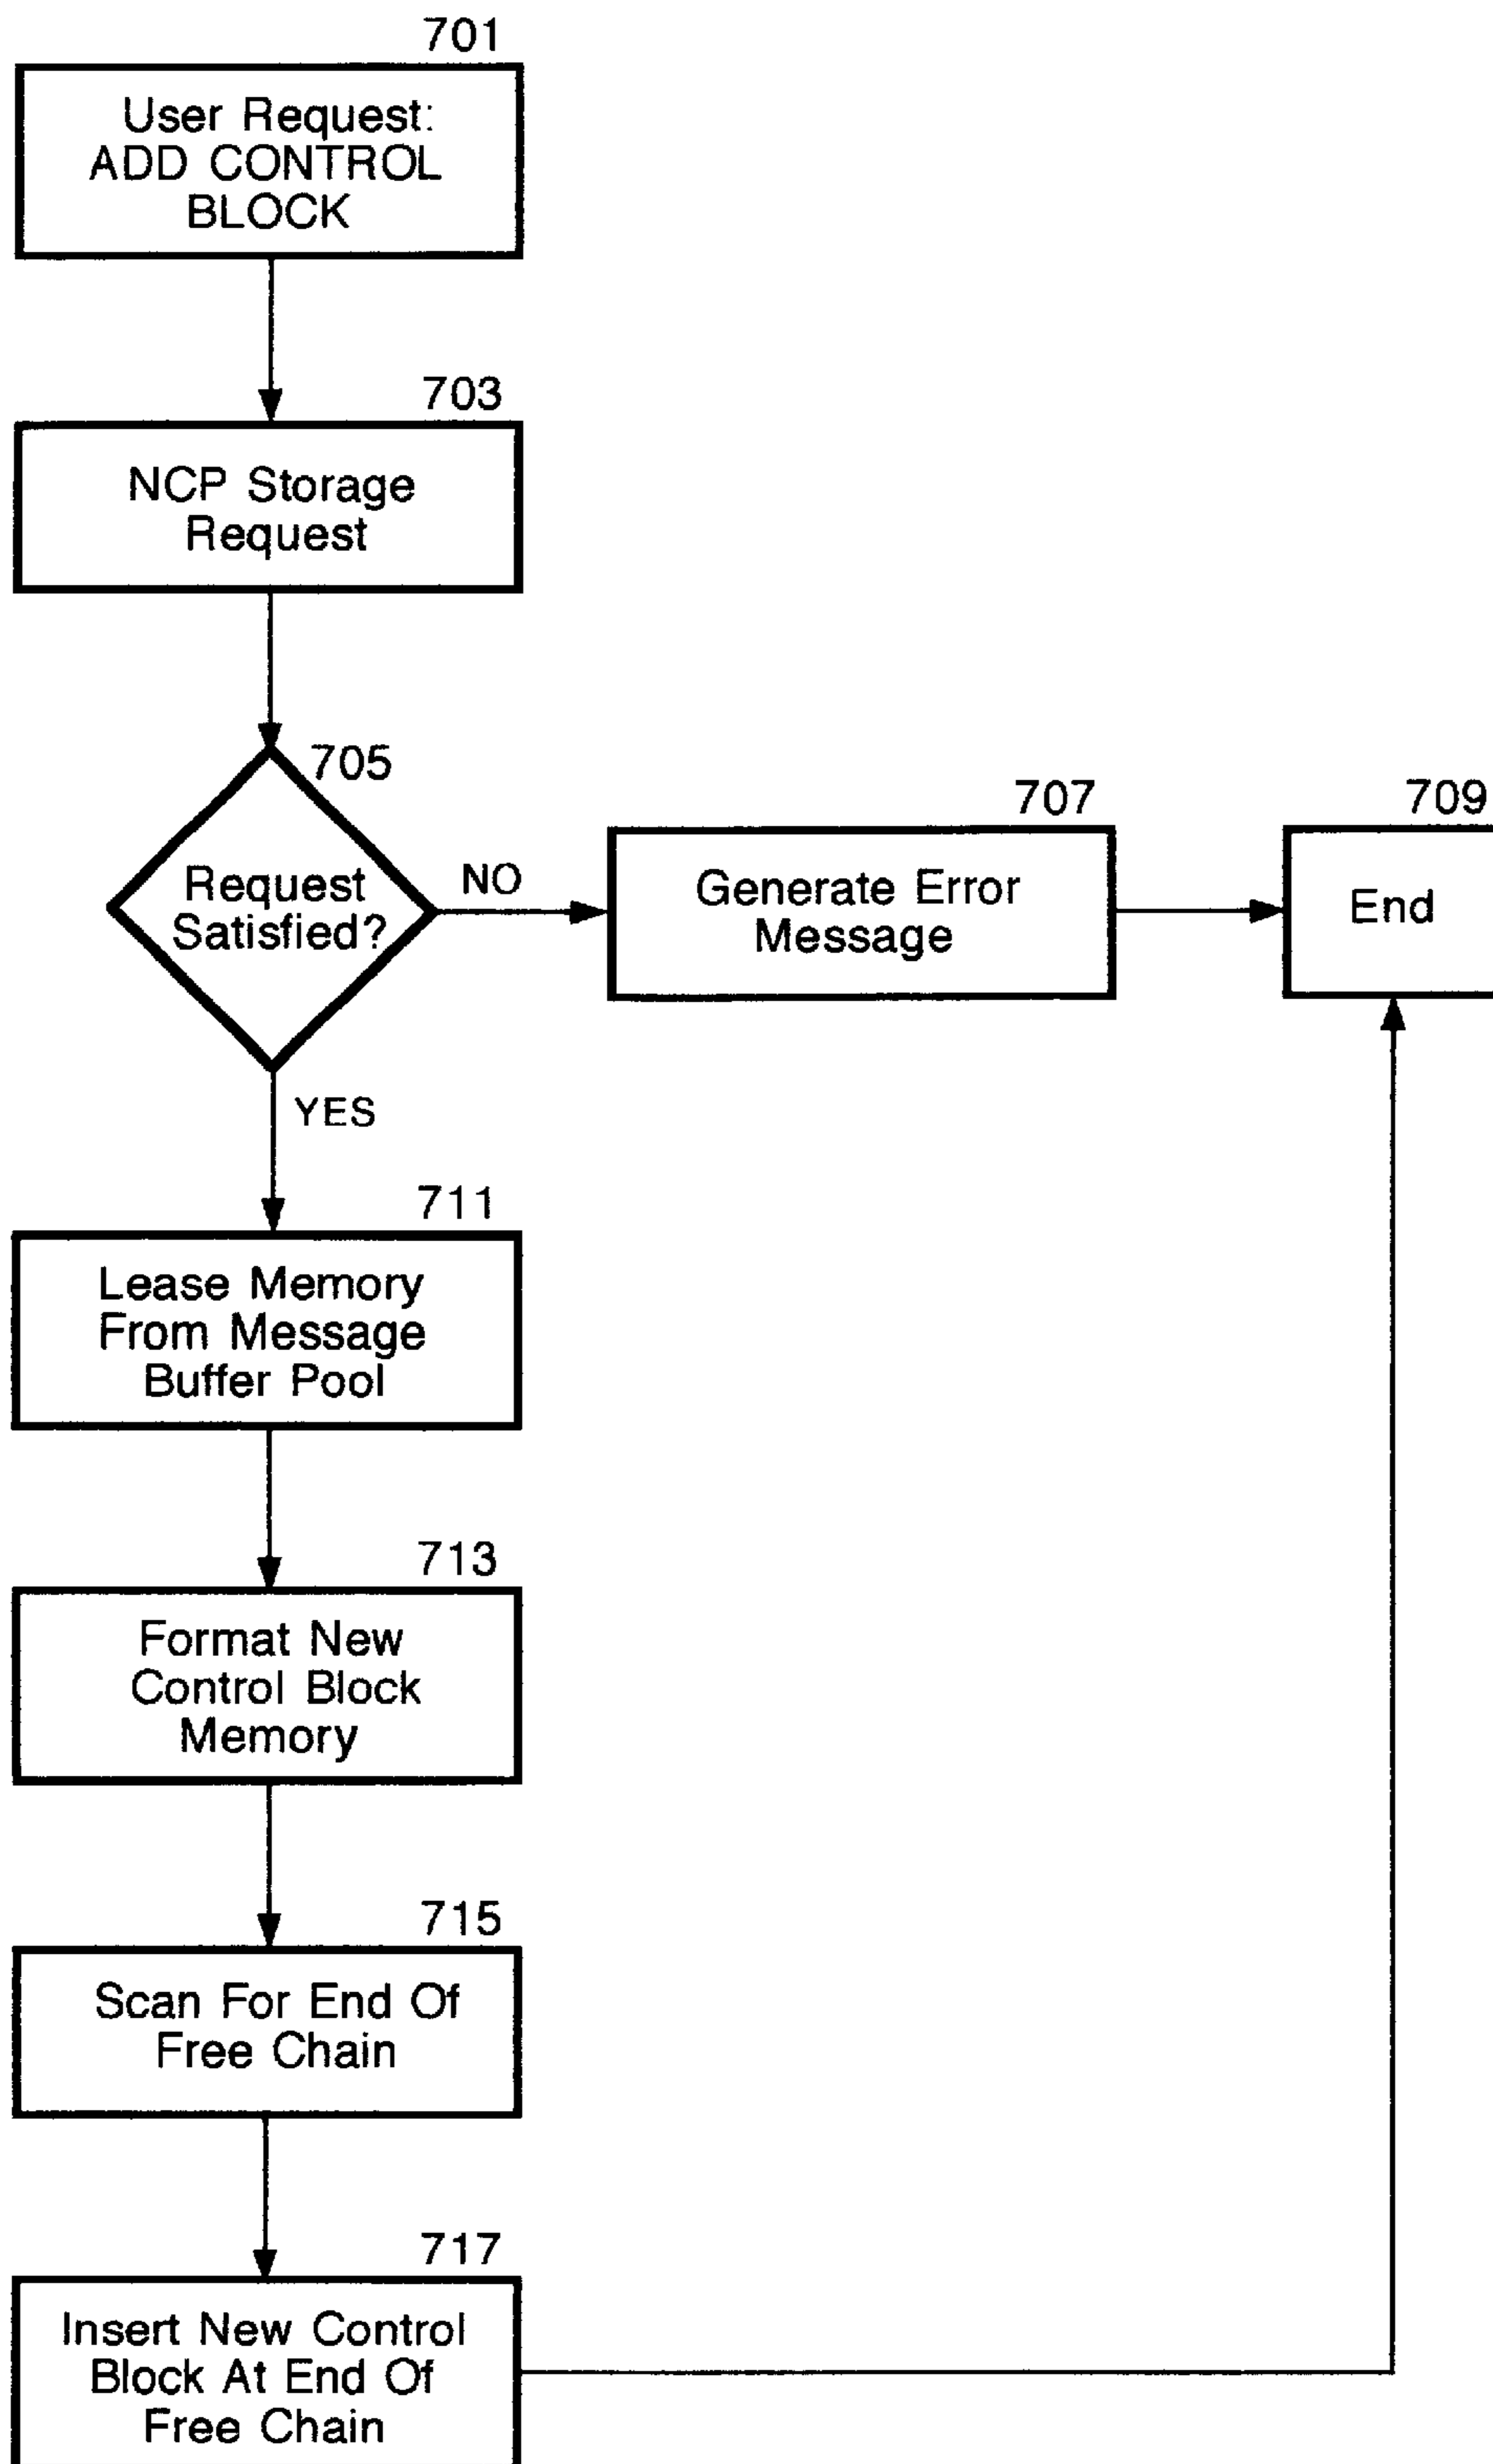 701
User Request:
ADD CONTROL
BLOCK
703
NCP Storage
Request
705
Request
Satisfied?
NO
707
Generate Error
Message
709
End
YES
711
Lease Memory
From Message
Buffer Pool
713
Format New
Control Block
Memory
715
Scan For End Of
Free Chain
717
Insert New Control
Block At End Of
Free Chain